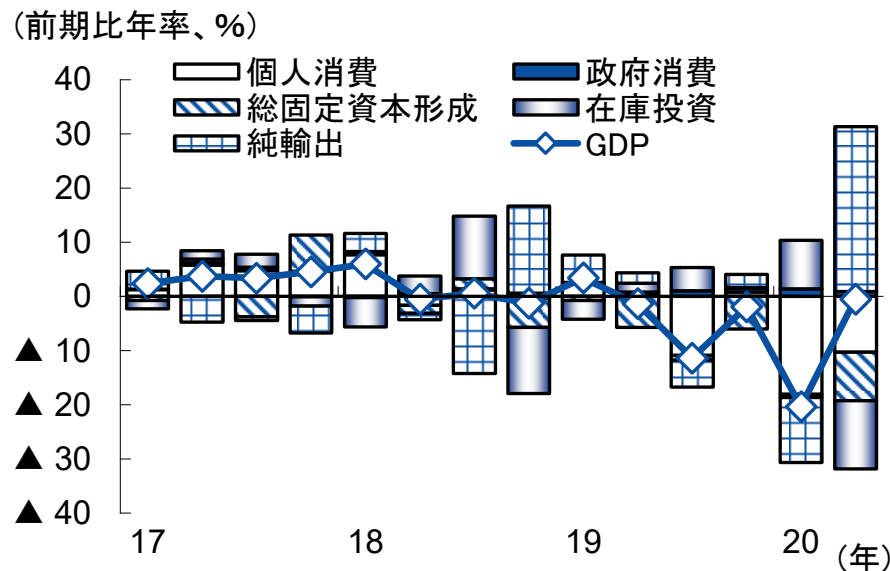 (前期比年率、%)
個人消費 政府消費
総固定資本形成 在庫投資
純輸出 GDP
40
30
20
10
0
▲ 10
▲ 20
▲ 30
▲ 40
17 18 19 20 (年)